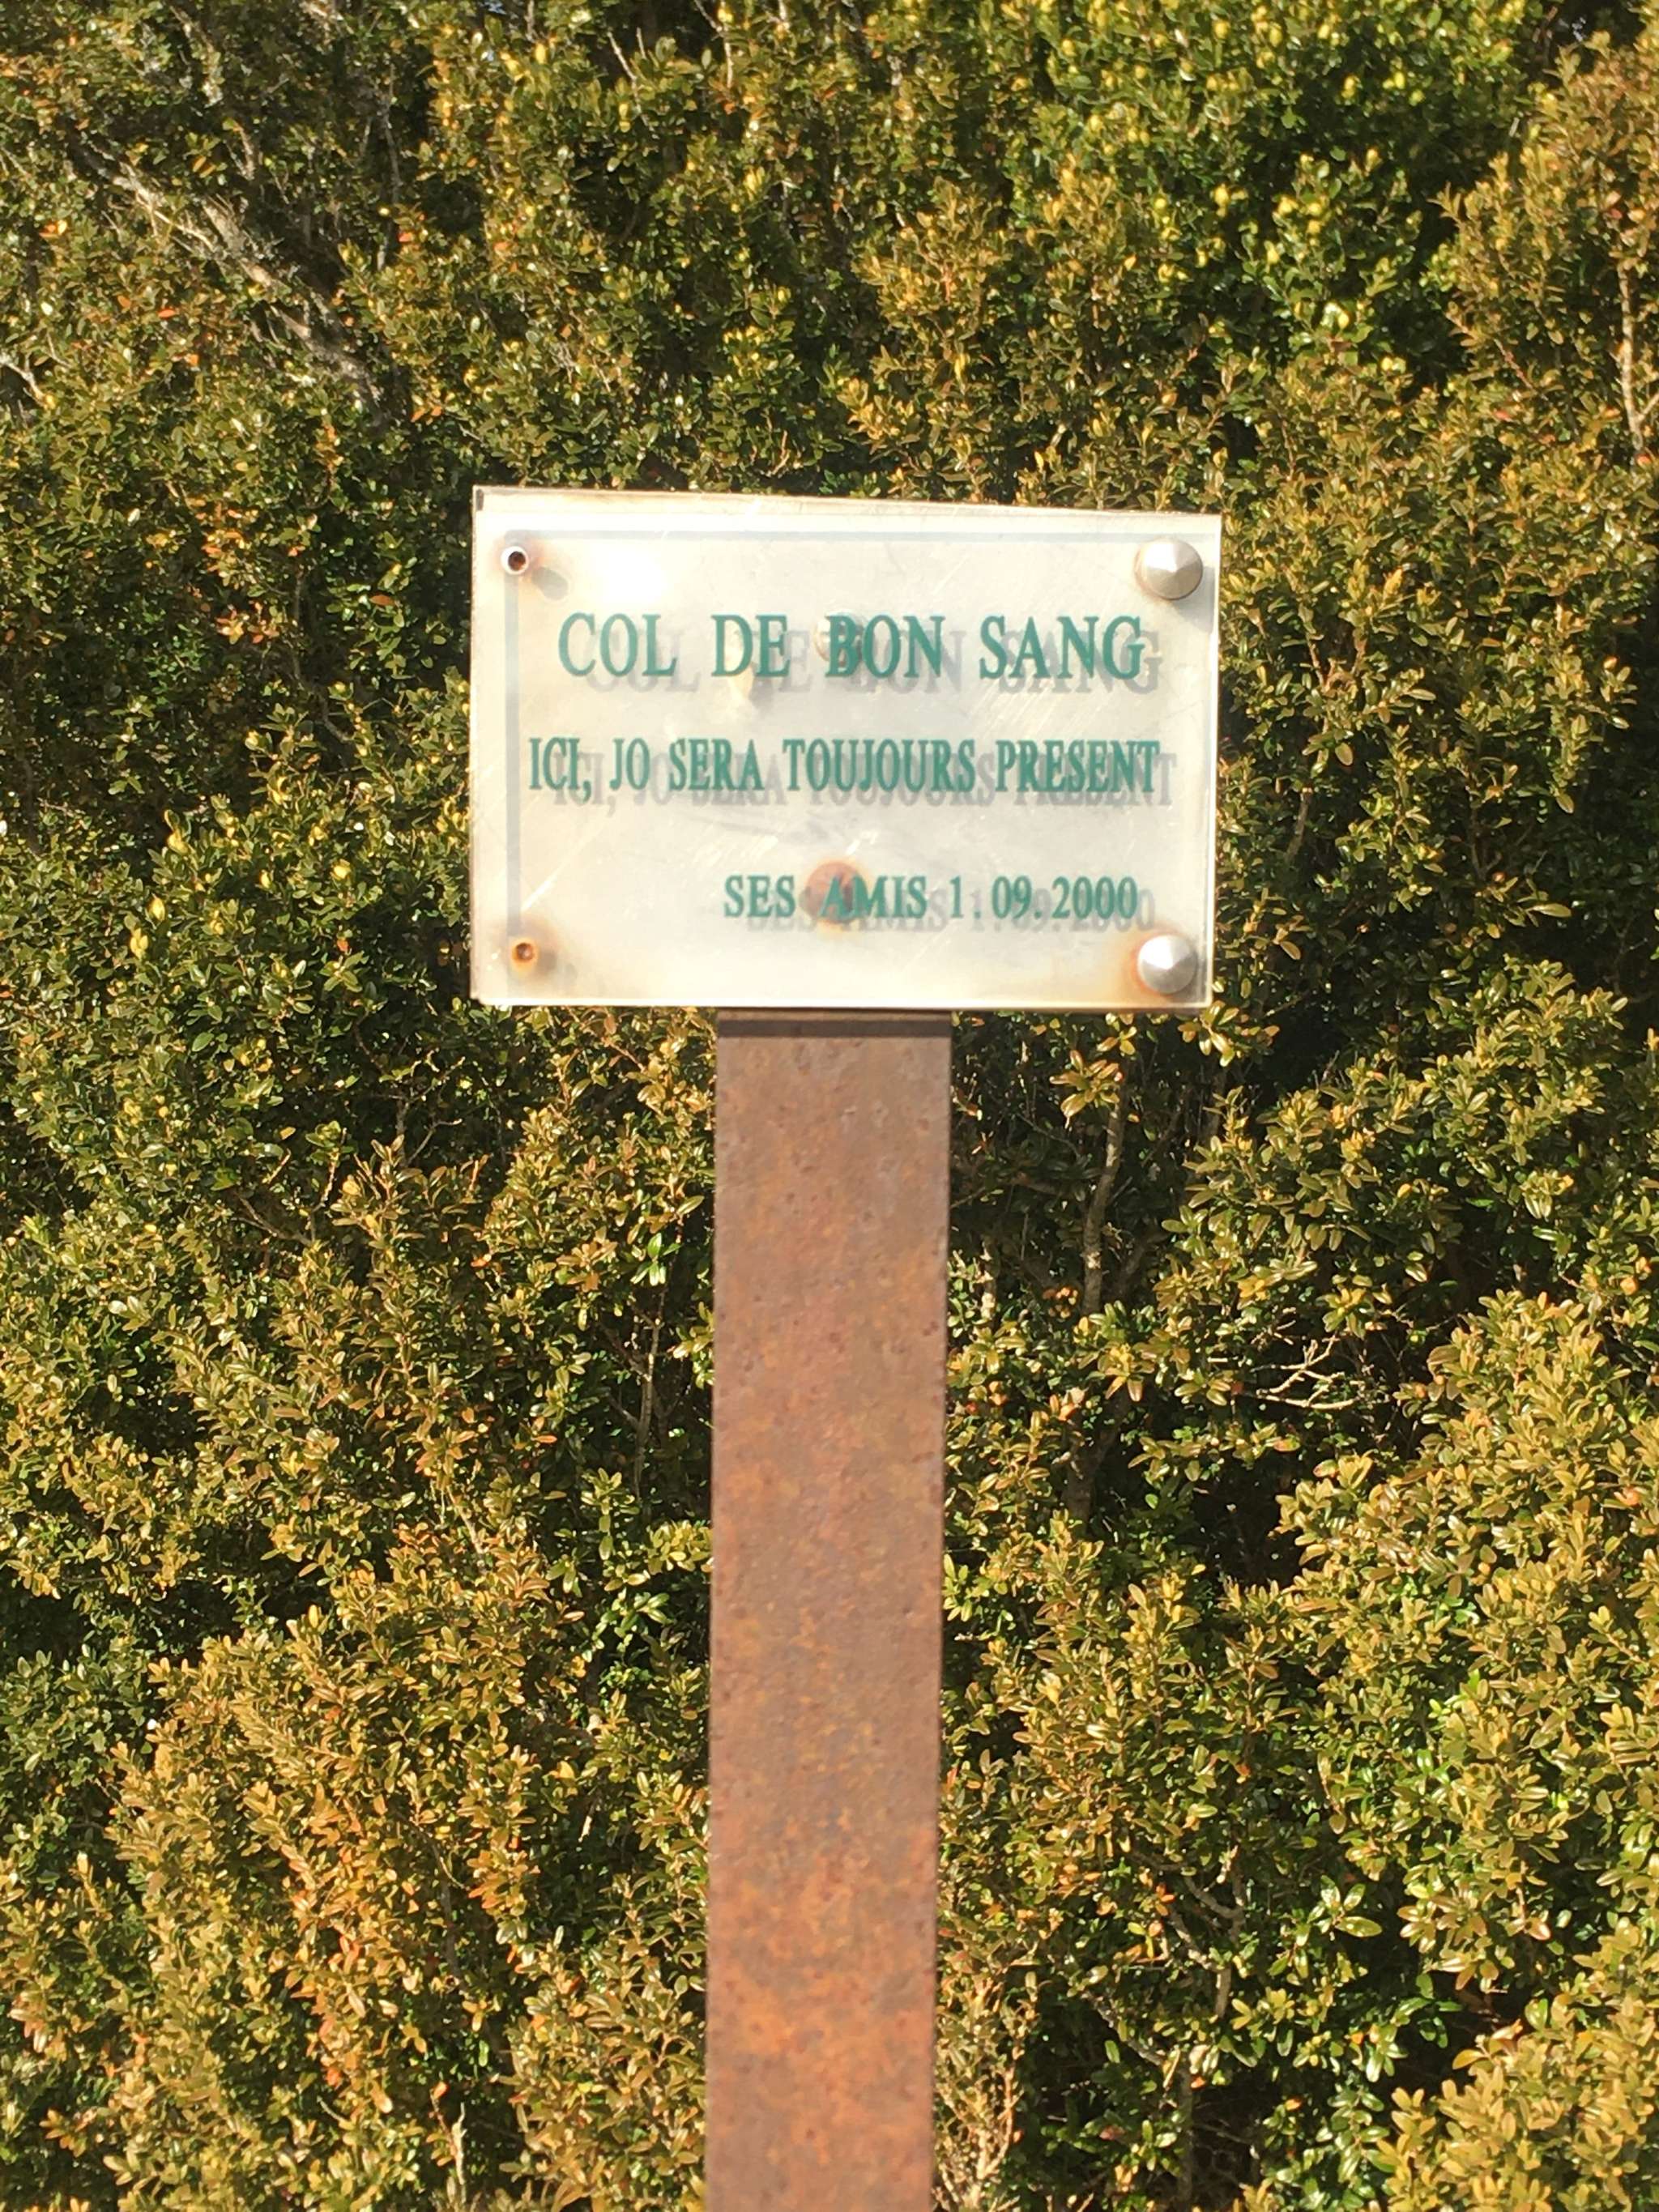 COL DE BON SANG
ICI, JO SERA TOUJOURS PRESENT
SES AMIS 1.09.2000